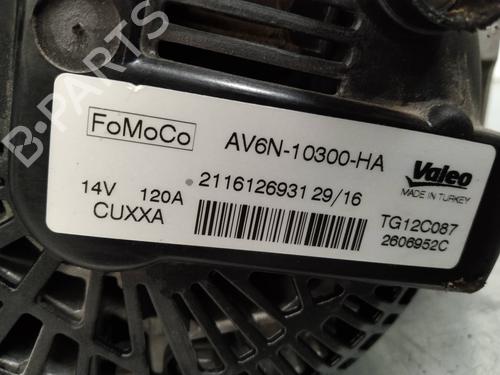 B-PARTS
FoMoCo
AV6N-10300-HA
Valeo
MADE IN TURKEY
14V 120A
2116126931 29/16
CUXXA
TG12C087
2606952C